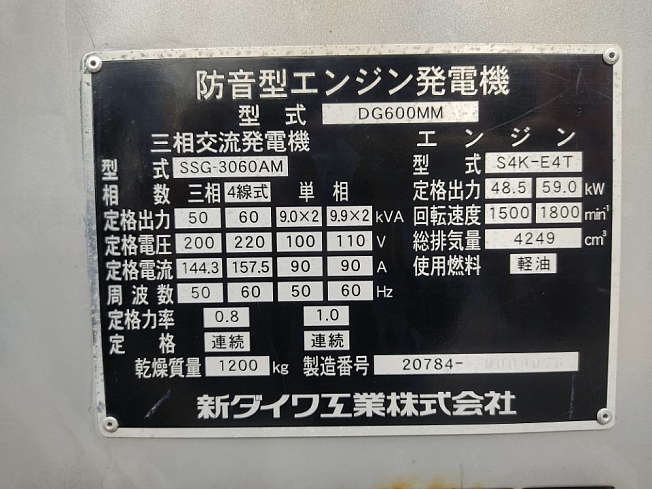 防音型エンジン発電機
型式 DG600MM
三相交流発電機 エンジン
型式 SSG-3060AM 型式 S4K-E4T
相数 三相 4線式 単相 定格出力 48.5 59.0 kW
定格出力 50 60 9.0×2 9.9×2 kVA 回転速度 1500 1800 min⁻¹
定格電圧 200 220 100 110 V 総排気量 4249 cm³
定格電流 144.3 157.5 90 90 A 使用燃料 軽油
周波数 50 60 50 60 Hz
定格力率 0.8 1.0
定格 連続 連続
乾燥質量 1200 kg 製造番号 20784-
新ダイワ工業株式会社